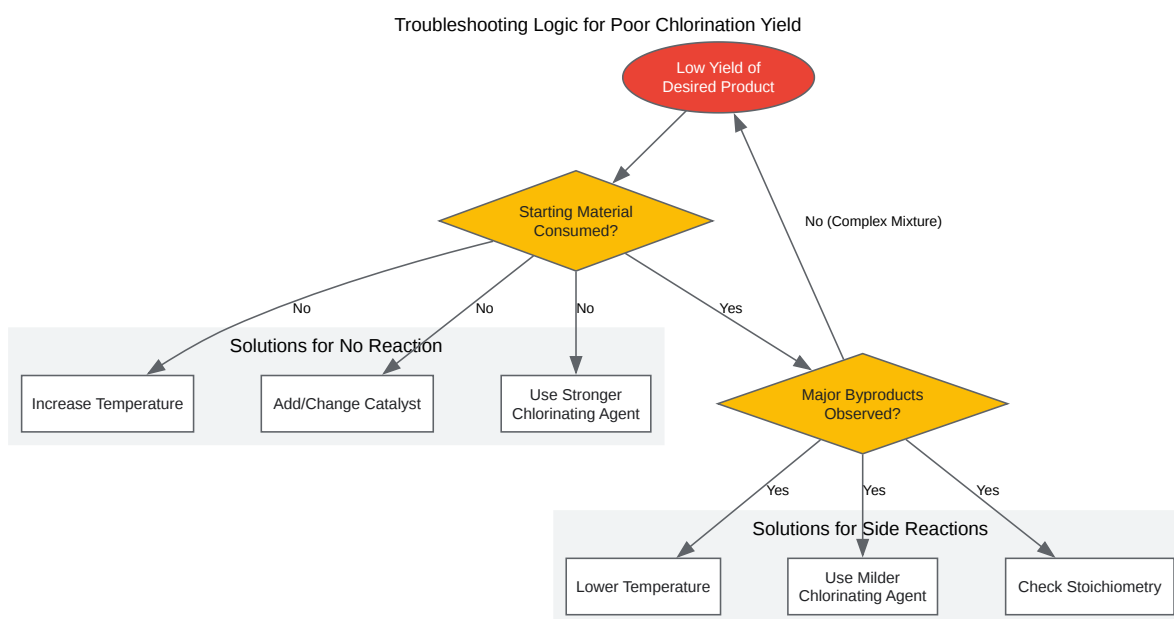 Troubleshooting Logic for Poor Chlorination Yield
Low Yield of
Desired Product
Starting Material
Consumed?
No (Complex Mixture)
No
No
No
Yes
Solutions for No Reaction
Increase Temperature
Add/Change Catalyst
Use Stronger
Chlorinating Agent
Major Byproducts
Observed?
Yes
Yes
Yes
Solutions for Side Reactions
Lower Temperature
Use Milder
Chlorinating Agent
Check Stoichiometry